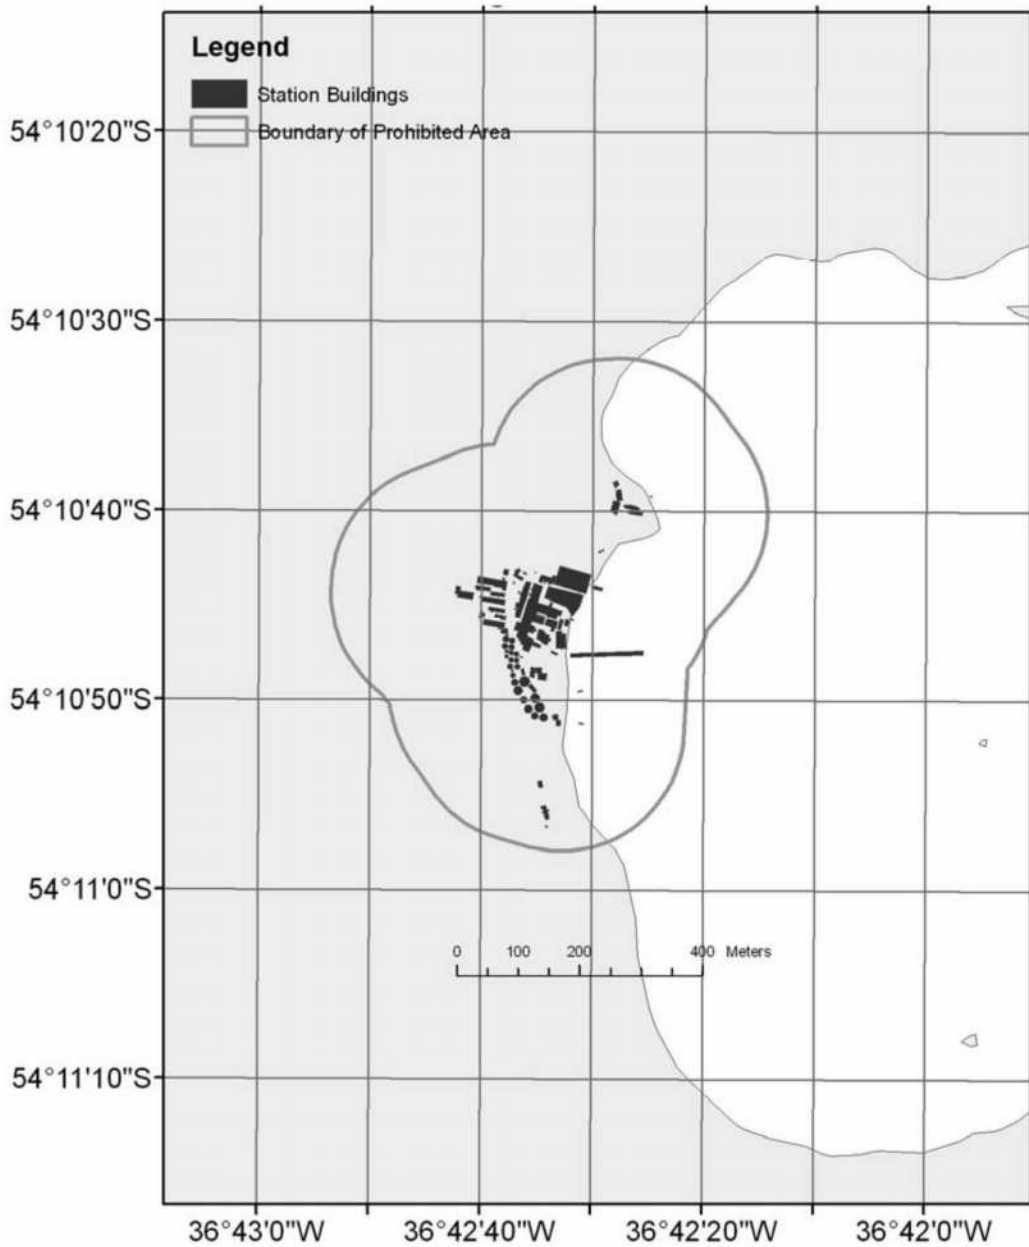 Legend
Station Buildings
Boundary of Prohibited Area
54°10'20"S
54°10'30"S
54°10'40"S
54°10'50"S
54°11'0"S
54°11'10"S
0 100 200 400 Meters
36°43'0"W 36°42'40"W 36°42'20"W 36°42'0"W